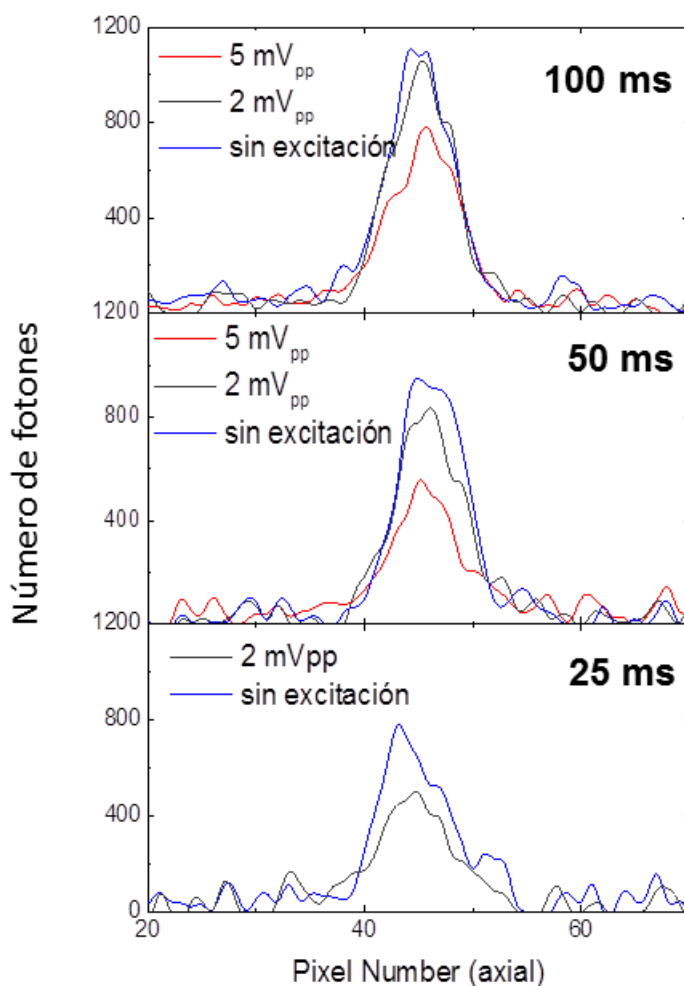 1200
5 mVpp
100 ms
2 mVpp
800
sin excitación
400
1200
5 mVpp
50 ms
2 mVpp
sin excitación
800
400
1200
2 mVpp
25 ms
sin excitación
800
400
0
20
40
60
Pixel Number (axial)
Número de fotones